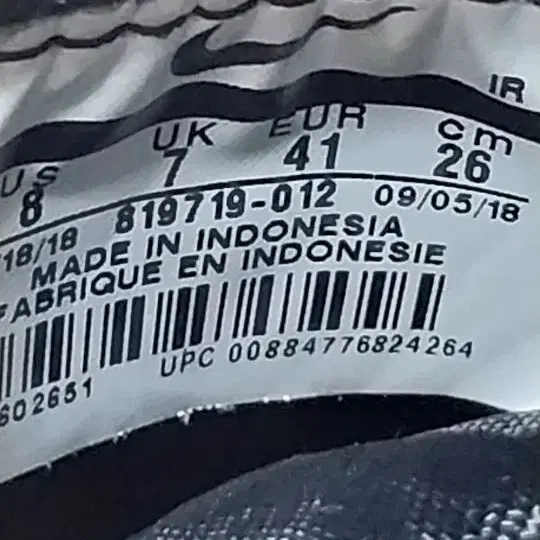 IR
US UK EUR cm
8 7 41 26
18/18 819719-012 09/05/18
MADE IN INDONESIA
FABRIQUE EN INDONESIE
UPC 00884776824264
602651